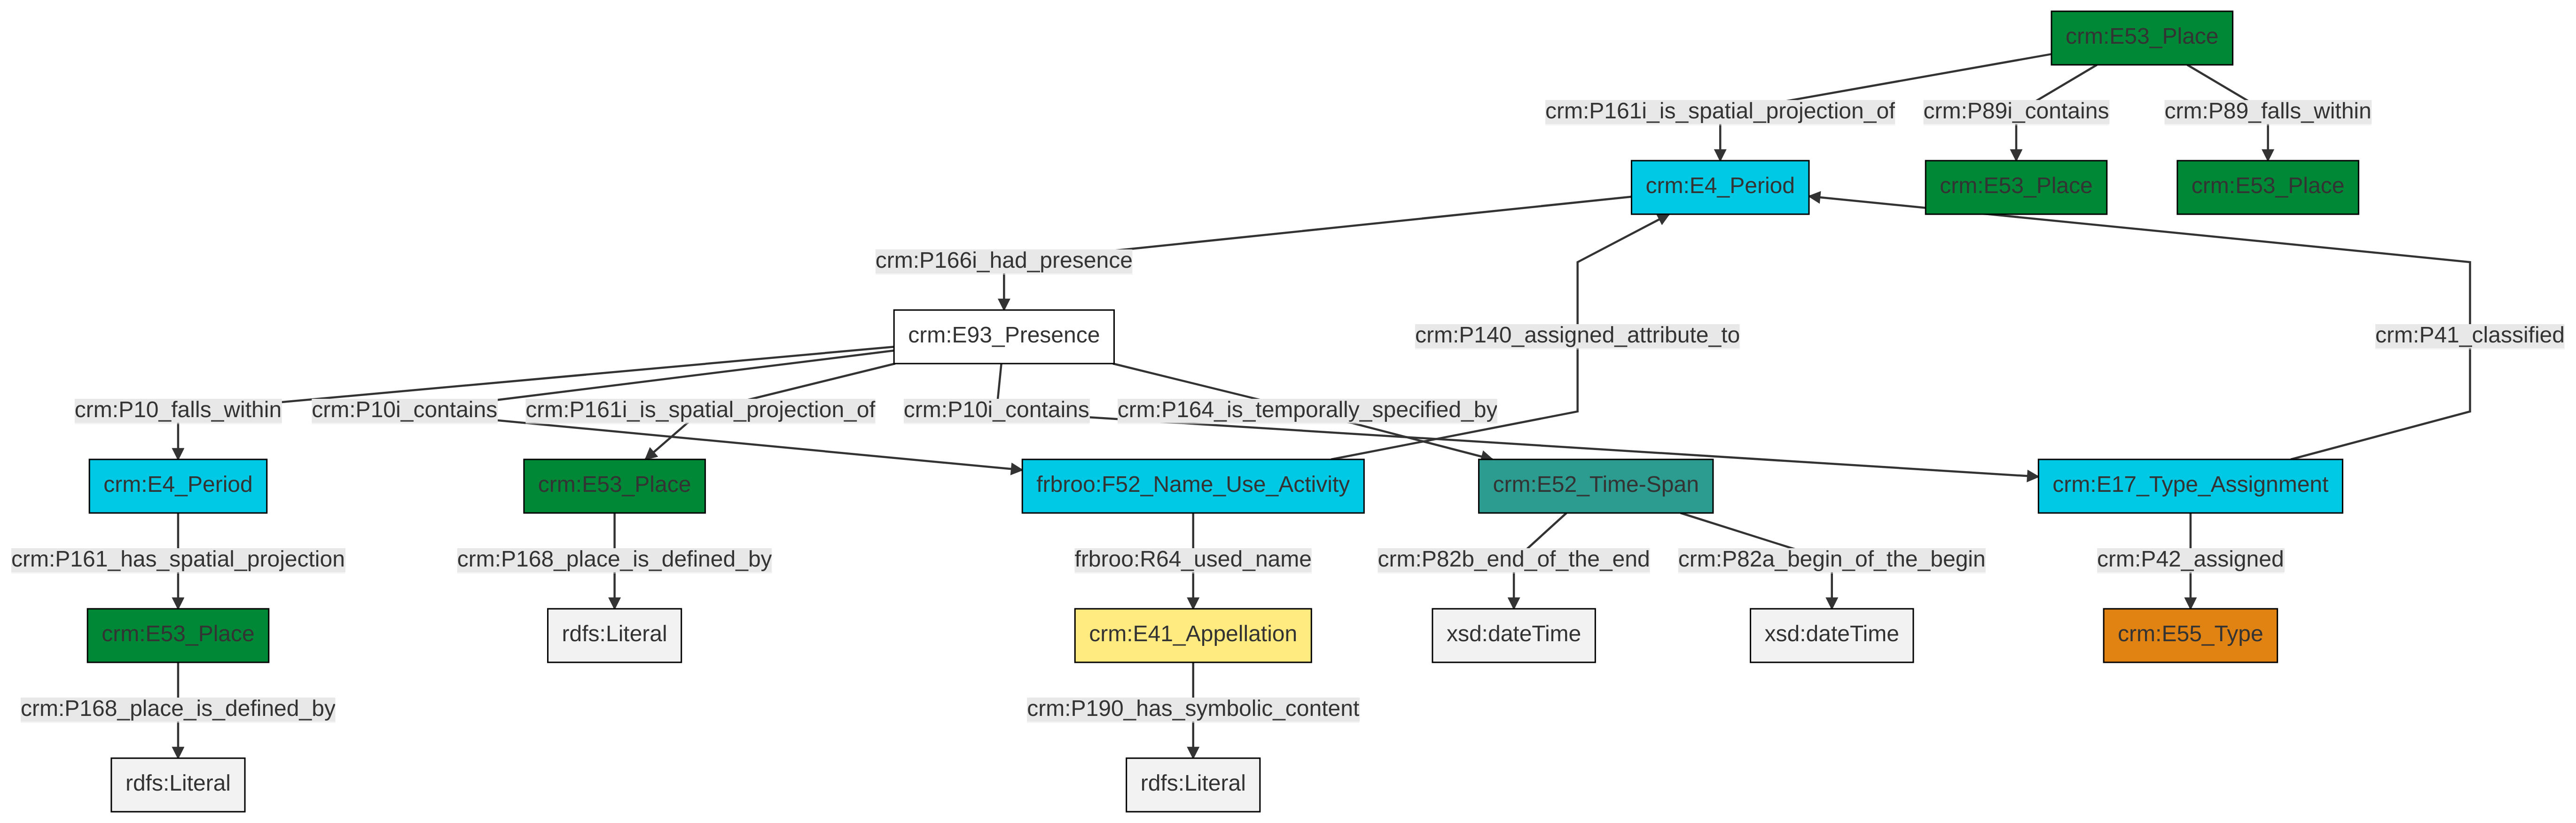 crm:E53_Place
crm:P161i_is_spatial_projection_of
crm:P89i_contains
crm:P89_falls_within
crm:E4_Period
crm:E53_Place
crm:E53_Place
crm:P166i_had_presence
crm:E93_Presence
crm:P140_assigned_attribute_to
crm:P41_classified
crm:P10_falls_within
crm:P10i_contains
crm:P161i_is_spatial_projection_of
crm:P10i_contains
crm:P164_is_temporally_specified_by
crm:E4_Period
crm:E53_Place
frbroo:F52_Name_Use_Activity
crm:E52_Time-Span
crm:E17_Type_Assignment
crm:P161_has_spatial_projection
crm:P168_place_is_defined_by
frbroo:R64_used_name
crm:P82b_end_of_the_end
crm:P82a_begin_of_the_begin
crm:P42_assigned
crm:E53_Place
rdfs:Literal
crm:E41_Appellation
xsd:dateTime
xsd:dateTime
crm:E55_Type
crm:P168_place_is_defined_by
crm:P190_has_symbolic_content
rdfs:Literal
rdfs:Literal